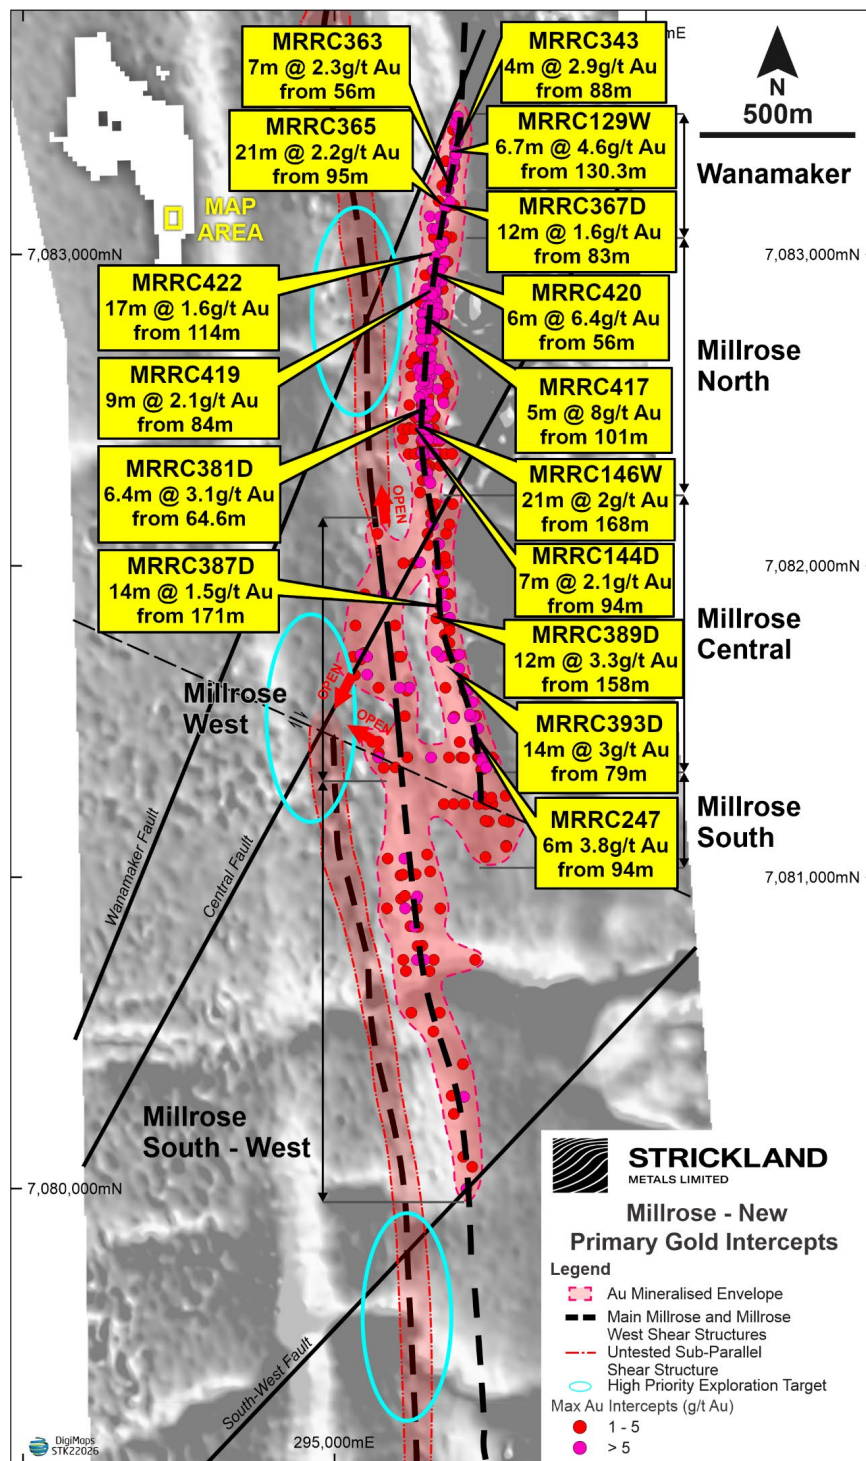 mE
N
500m
MRRC363
7m @ 2.3g/t Au
from 56m
MRRC343
4m @ 2.9g/t Au
from 88m
MRRC365
21m @ 2.2g/t Au
from 95m
MRRC129W
6.7m @ 4.6g/t Au
from 130.3m
Wanamaker
MAP
AREA
MRRC367D
12m @ 1.6g/t Au
from 83m
7,083,000mN
7,083,000mN
MRRC422
17m @ 1.6g/t Au
from 114m
MRRC420
6m @ 6.4g/t Au
from 56m
Millrose
North
MRRC419
9m @ 2.1g/t Au
from 84m
MRRC417
5m @ 8g/t Au
from 101m
MRRC381D
6.4m @ 3.1g/t Au
from 64.6m
MRRC146W
21m @ 2g/t Au
from 168m
OPEN
MRRC387D
14m @ 1.5g/t Au
from 171m
MRRC144D
7m @ 2.1g/t Au
from 94m
7,082,000mN
Millrose
Central
MRRC389D
12m @ 3.3g/t Au
from 158m
Millrose
West
OPEN
OPEN
MRRC393D
14m @ 3g/t Au
from 79m
Millrose
South
MRRC247
6m 3.8g/t Au
from 94m
Wanamaker Fault
Central Fault
7,081,000mN
Millrose
South - West
7,080,000mN
South-West Fault
295,000mE
DigiMaps
STK22026
STRICKLAND
METALS LIMITED
Millrose - New
Primary Gold Intercepts
Legend
Au Mineralised Envelope
Main Millrose and Millrose
West Shear Structures
Untested Sub-Parallel
Shear Structure
High Priority Exploration Target
Max Au Intercepts (g/t Au)
1 - 5
> 5